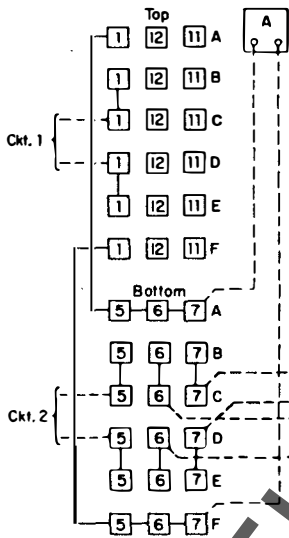 Top
A
1 12 11 A
1 12 11 B
1 12 11 C
Ckt. 1
1 12 11 D
1 12 11 E
1 12 11 F
Bottom
5 6 7 A
5 6 7 B
5 6 7 C
Ckt. 2
5 6 7 D
5 6 7 E
5 6 7 F